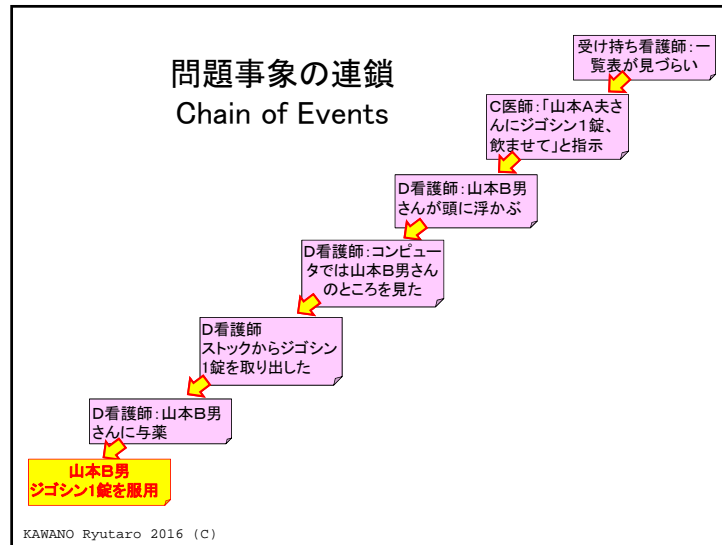 問題事象の連鎖
Chain of Events
受け持ち看護師:一
覧表が見づらい
C医師:「山本A夫さ
んにジゴシン1錠、
飲ませて」と指示
D看護師:山本B男
さんが頭に浮かぶ
D看護師:コンピュー
タでは山本B男さん
のところを見た
D看護師
ストックからジゴシン
1錠を取り出した
D看護師:山本B男
さんに与薬
山本B男
ジゴシン1錠を服用
KAWANO Ryutaro 2016 (C)